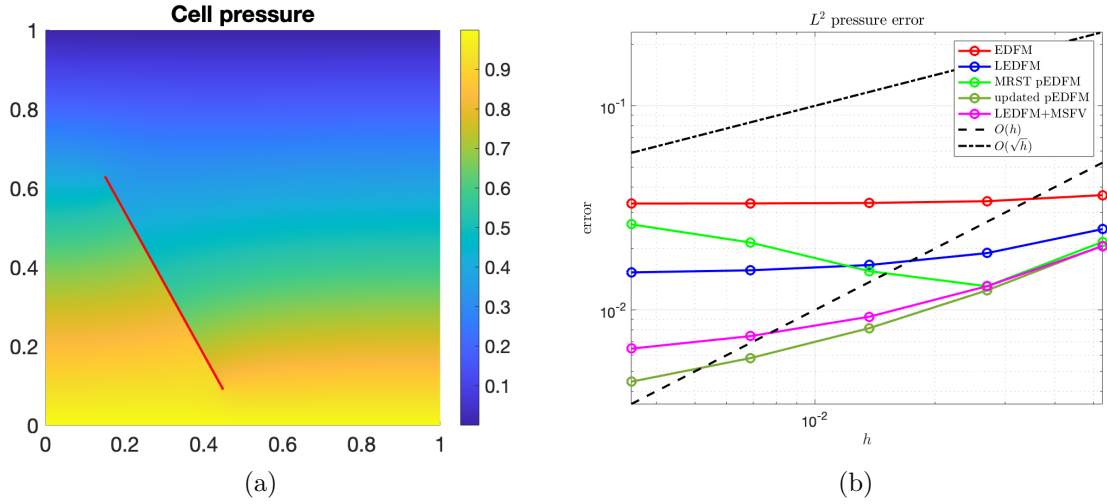 Cell pressure
1
0.8
0.6
0.4
0.2
0
0
0.2
0.4
0.6
0.8
1
0.9
0.8
0.7
0.6
0.5
0.4
0.3
0.2
0.1
(a)
L² pressure error
EDFM
LEDFM
MRST pEDFM
updated pEDFM
LEDFM+MSFV
O(h)
O(√h)
10⁻¹
10⁻²
error
10⁻²
h
(b)